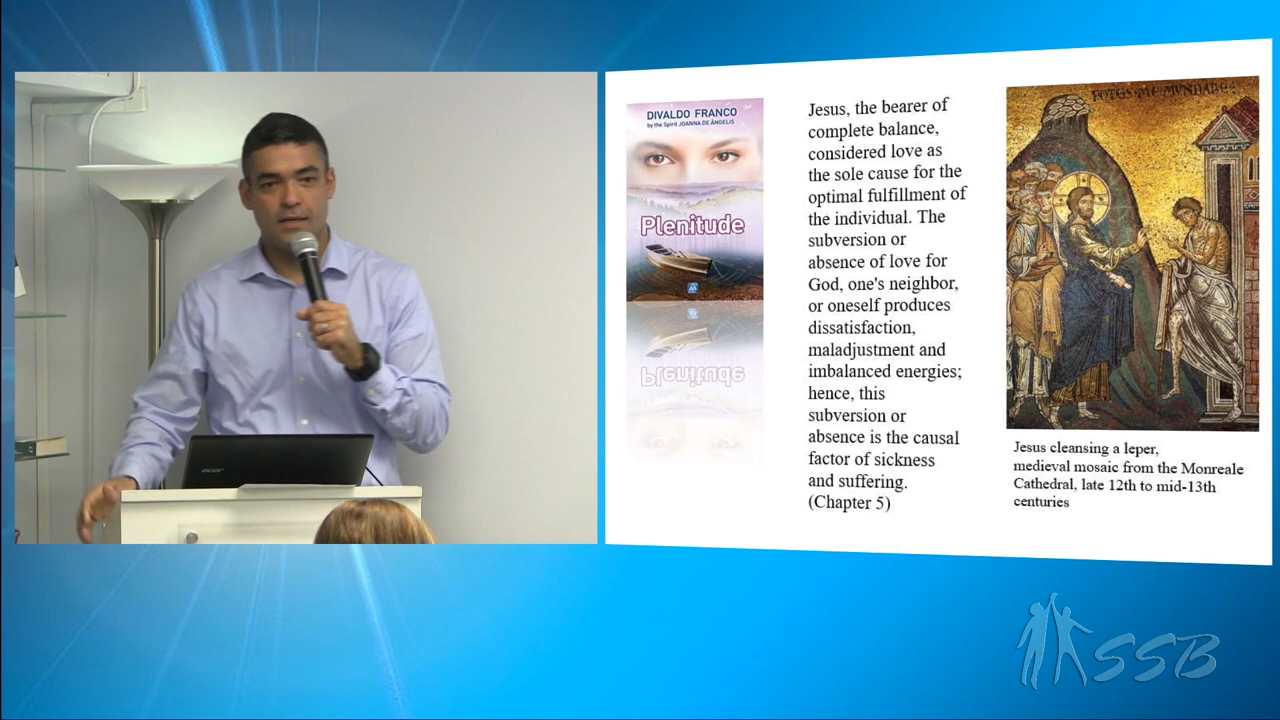 DIVALDO FRANCO
by the Spirit JOANNA DE ÂNGELIS
Plenitude
Jesus, the bearer of
complete balance,
considered love as
the sole cause for the
optimal fulfillment of
the individual. The
subversion or
absence of love for
God, one's neighbor,
or oneself produces
dissatisfaction,
maladjustment and
imbalanced energies;
hence, this
subversion or
absence is the causal
factor of sickness
and suffering.
(Chapter 5)
POTES·ME MVNDARE:
Jesus cleansing a leper,
medieval mosaic from the Monreale
Cathedral, late 12th to mid-13th
centuries
acer
SSB